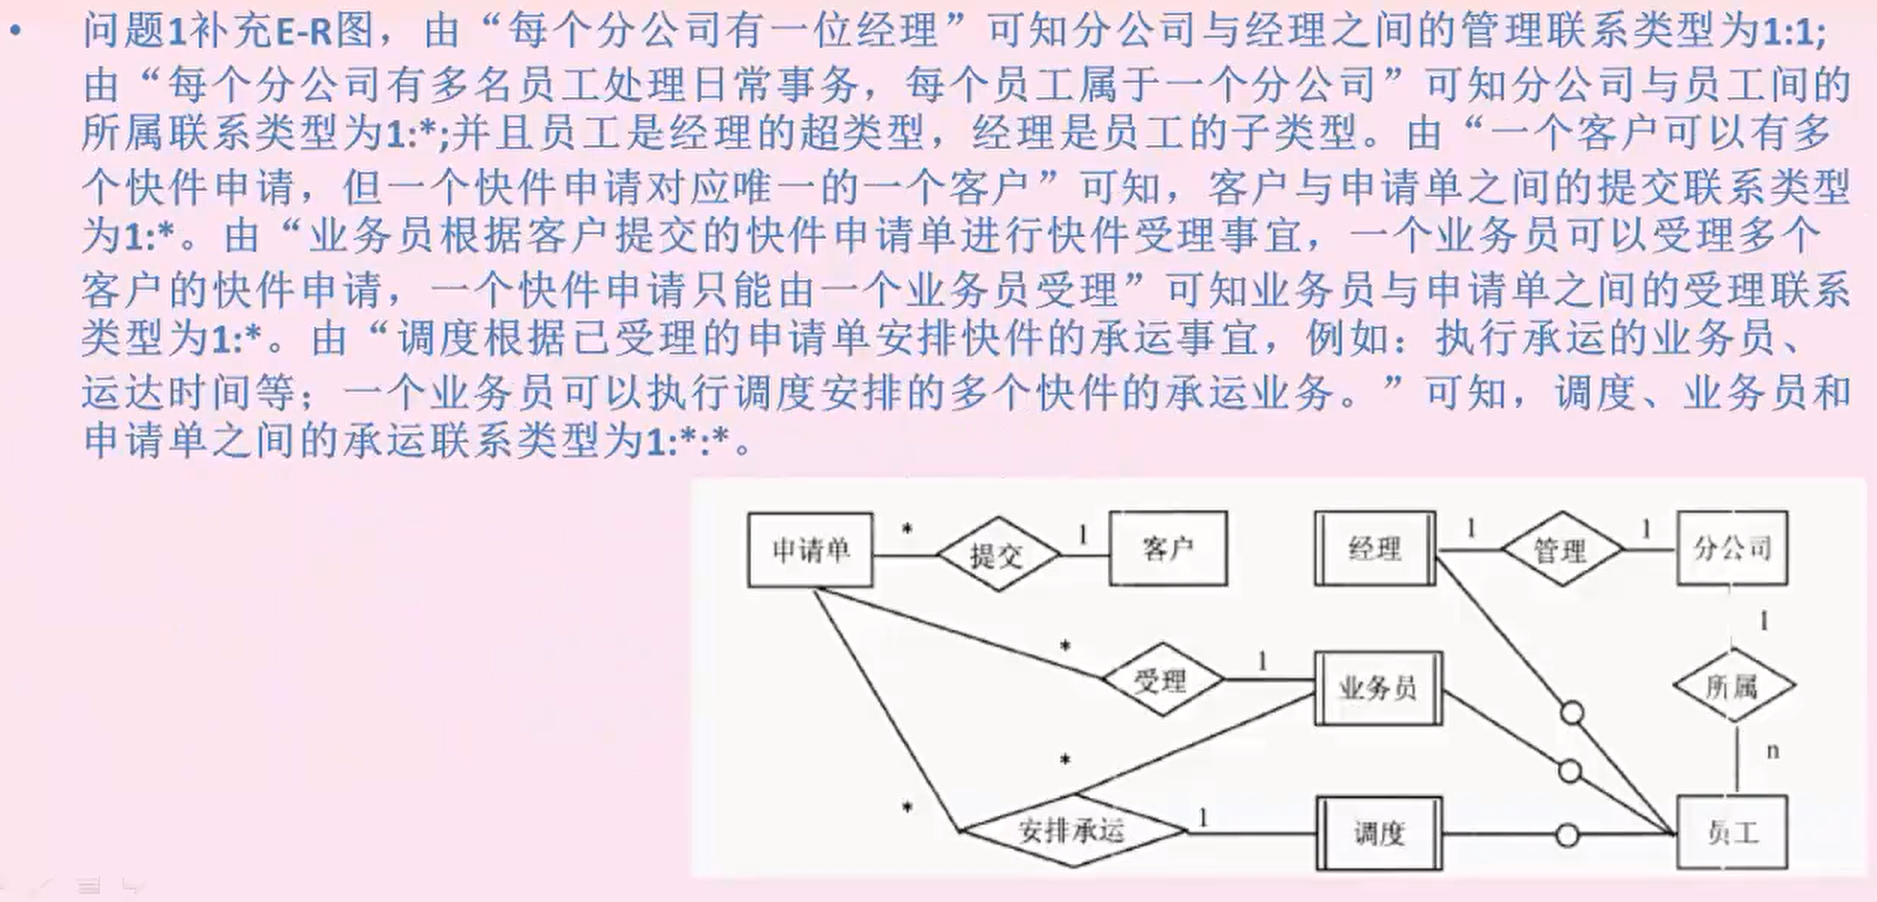 • 问题1补充E-R图，由“每个分公司有一位经理”可知分公司与经理之间的管理联系类型为1:1;
由“每个分公司有多名员工处理日常事务，每个员工属于一个分公司”可知分公司与员工间的
所属联系类型为1:*;并且员工是经理的超类型，经理是员工的子类型。由“一个客户可以有多
个快件申请，但一个快件申请对应唯一的一个客户”可知，客户与申请单之间的提交联系类型
为1:*。由“业务员根据客户提交的快件申请单进行快件受理事宜，一个业务员可以受理多个
客户的快件申请，一个快件申请只能由一个业务员受理”可知业务员与申请单之间的受理联系
类型为1:*。由“调度根据已受理的申请单安排快件的承运事宜，例如：执行承运的业务员、
运达时间等；一个业务员可以执行调度安排的多个快件的承运业务。”可知，调度、业务员和
申请单之间的承运联系类型为1:*:*。
申请单 * 提交 1 客户 经理 1 管理 1 分公司
1
* 受理 1 业务员 所属
* n
* 安排承运 1 调度 员工